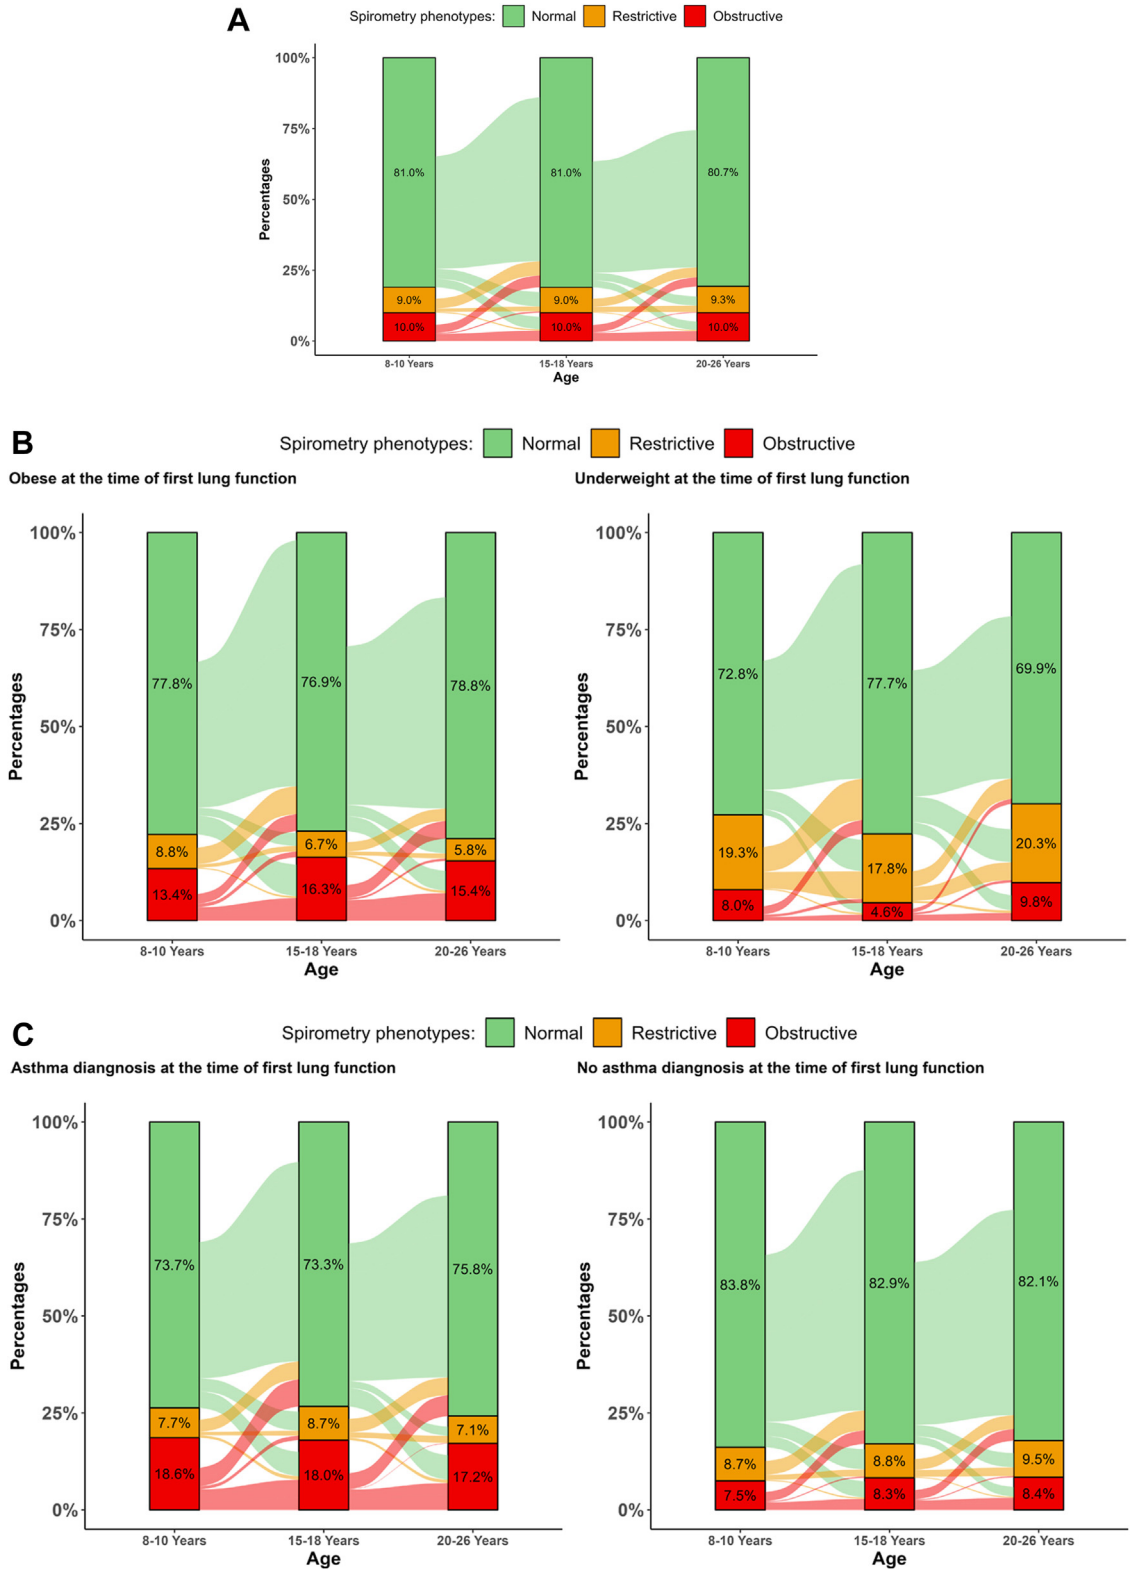 A
Spirometry phenotypes: Normal Restrictive Obstructive
100%
75%
50%
25%
0%
Percentages
81.0%
9.0%
10.0%
81.0%
9.0%
10.0%
80.7%
9.3%
10.0%
8-10 Years 15-18 Years 20-26 Years
Age
B
Spirometry phenotypes: Normal Restrictive Obstructive
Obese at the time of first lung function
100%
75%
50%
25%
0%
Percentages
77.8%
8.8%
13.4%
76.9%
6.7%
16.3%
78.8%
5.8%
15.4%
8-10 Years 15-18 Years 20-26 Years
Age
Underweight at the time of first lung function
100%
75%
50%
25%
0%
Percentages
72.8%
19.3%
8.0%
77.7%
17.8%
4.6%
69.9%
20.3%
9.8%
8-10 Years 15-18 Years 20-26 Years
Age
C
Spirometry phenotypes: Normal Restrictive Obstructive
Asthma diangnosis at the time of first lung function
100%
75%
50%
25%
0%
Percentages
73.7%
7.7%
18.6%
73.3%
8.7%
18.0%
75.8%
7.1%
17.2%
8-10 Years 15-18 Years 20-26 Years
Age
No asthma diangnosis at the time of first lung function
100%
75%
50%
25%
0%
Percentages
83.8%
8.7%
7.5%
82.9%
8.8%
8.3%
82.1%
9.5%
8.4%
8-10 Years 15-18 Years 20-26 Years
Age